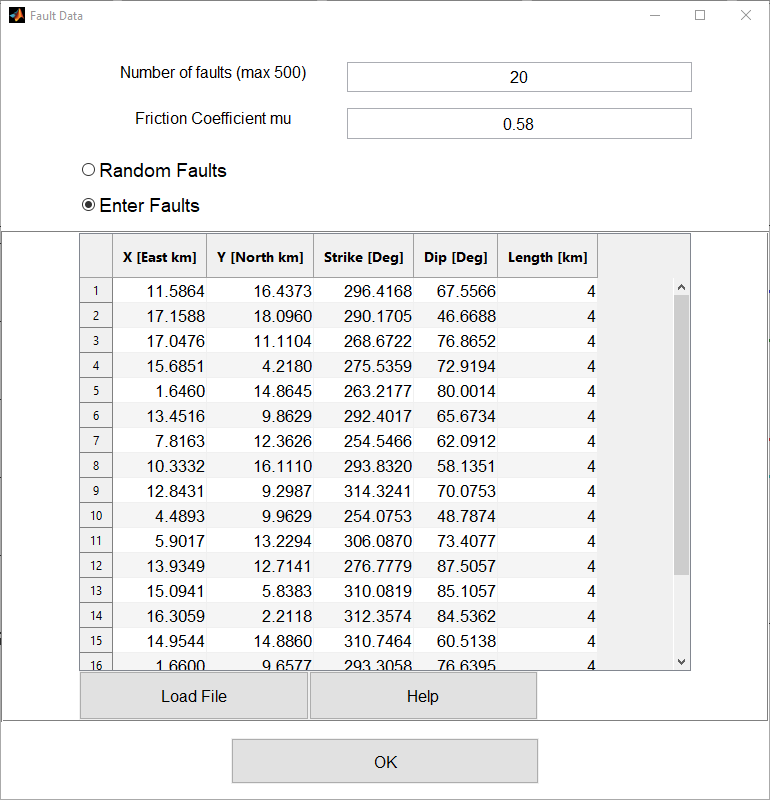 Fault Data
Number of faults (max 500) 20
Friction Coefficient mu 0.58
Random Faults
Enter Faults
X [East km] Y [North km] Strike [Deg] Dip [Deg] Length [km]
1 11.5864 16.4373 296.4168 67.5566 4
2 17.1588 18.0960 290.1705 46.6688 4
3 17.0476 11.1104 268.6722 76.8652 4
4 15.6851 4.2180 275.5359 72.9194 4
5 1.6460 14.8645 263.2177 80.0014 4
6 13.4516 9.8629 292.4017 65.6734 4
7 7.8163 12.3626 254.5466 62.0912 4
8 10.3332 16.1110 293.8320 58.1351 4
9 12.8431 9.2987 314.3241 70.0753 4
10 4.4893 9.9629 254.0753 48.7874 4
11 5.9017 13.2294 306.0870 73.4077 4
12 13.9349 12.7141 276.7779 87.5057 4
13 15.0941 5.8383 310.0819 85.1057 4
14 16.3059 2.2118 312.3574 84.5362 4
15 14.9544 14.8860 310.7464 60.5138 4
16 1.6600 9.6577 293.3058 76.6395 4
Load File Help
OK